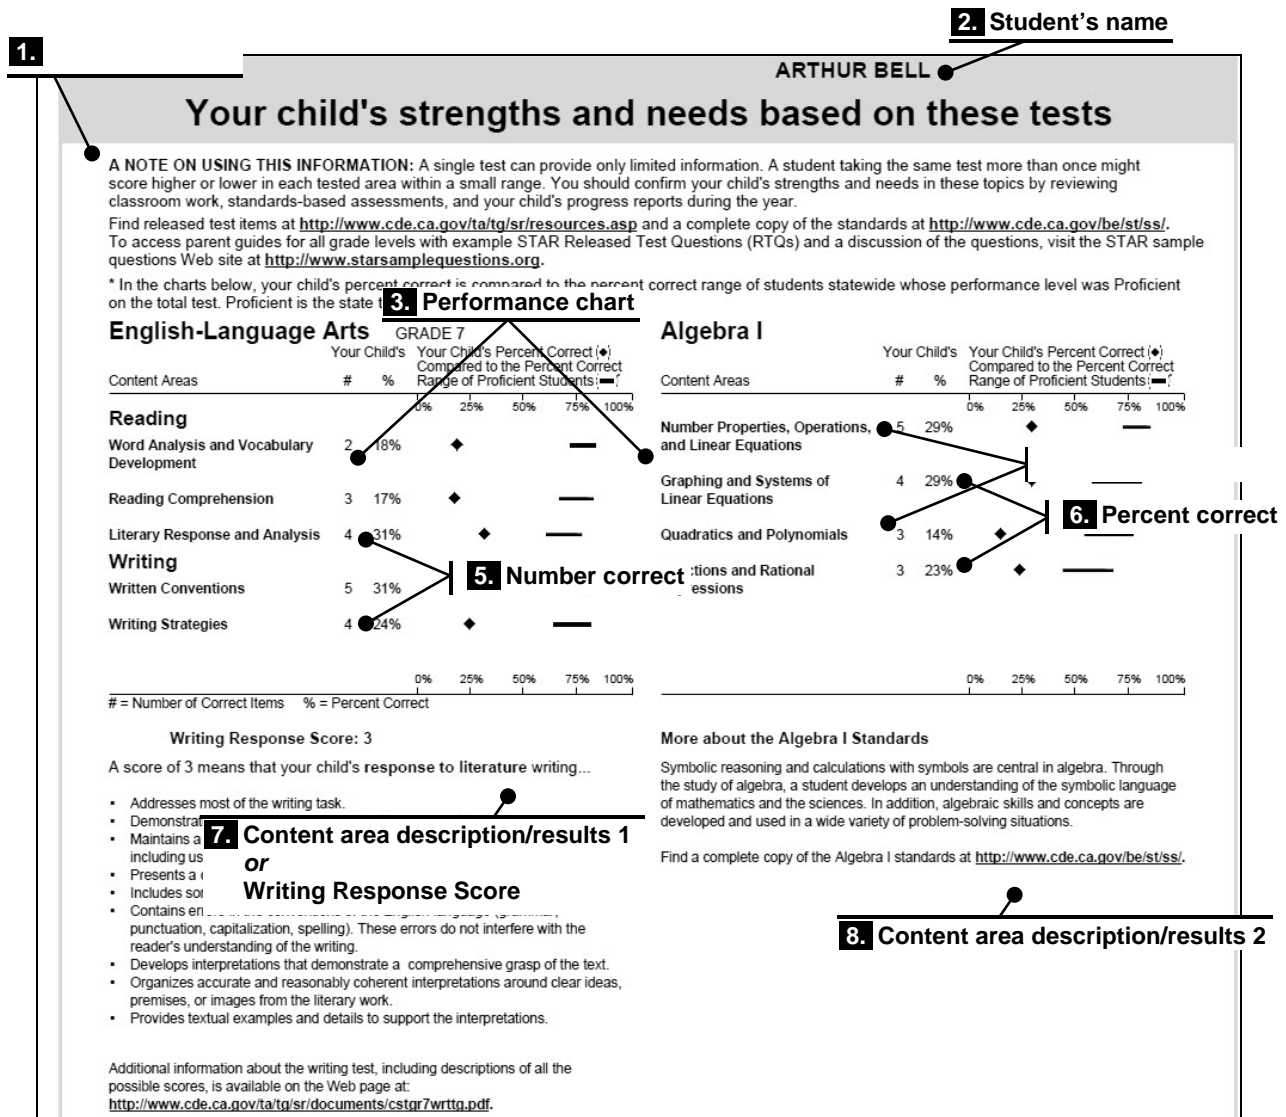 2. Student's name
1.
ARTHUR BELL
Your child's strengths and needs based on these tests
A NOTE ON USING THIS INFORMATION: A single test can provide only limited information. A student taking the same test more than once might
score higher or lower in each tested area within a small range. You should confirm your child's strengths and needs in these topics by reviewing
classroom work, standards-based assessments, and your child's progress reports during the year.
Find released test items at http://www.cde.ca.gov/ta/tg/sr/resources.asp and a complete copy of the standards at http://www.cde.ca.gov/be/st/ss/.
To access parent guides for all grade levels with example STAR Released Test Questions (RTQs) and a discussion of the questions, visit the STAR sample
questions Web site at http://www.starsamplequestions.org.
* In the charts below, your child's percent correct is compared to the percent correct range of students statewide whose performance level was Proficient
on the total test. Proficient is the state
3. Performance chart
English-Language Arts GRADE 7
Your Child's Your Child's Percent Correct (◆)
Compared to the Percent Correct
Content Areas # % Range of Proficient Students
0% 25% 50% 75% 100%
Reading
Word Analysis and Vocabulary 2 18%
Development
Reading Comprehension 3 17%
Literary Response and Analysis 4 31%
Writing
5. Number correct
Written Conventions 5 31%
Writing Strategies 4 24%
0% 25% 50% 75% 100%
# = Number of Correct Items % = Percent Correct
Algebra I
Your Child's Your Child's Percent Correct (◆)
Compared to the Percent Correct
Content Areas # % Range of Proficient Students
0% 25% 50% 75% 100%
Number Properties, Operations, 5 29%
and Linear Equations
Graphing and Systems of 4 29%
Linear Equations
6. Percent correct
Quadratics and Polynomials 3 14%
ctions and Rational 3 23%
essions
0% 25% 50% 75% 100%
Writing Response Score: 3
A score of 3 means that your child's response to literature writing...
▪ Addresses most of the writing task.
▪ Demonstrat
▪ Maintains a
including us
▪ Presents a
▪ Includes
▪ Contains
7. Content area description/results 1
or
Writing Response Score
punctuation, capitalization, spelling). These errors do not interfere with the
reader's understanding of the writing.
▪ Develops interpretations that demonstrate a comprehensive grasp of the text.
▪ Organizes accurate and reasonably coherent interpretations around clear ideas,
premises, or images from the literary work.
▪ Provides textual examples and details to support the interpretations.
Additional information about the writing test, including descriptions of all the
possible scores, is available on the Web page at:
http://www.cde.ca.gov/ta/tg/sr/documents/cstgr7wrttg.pdf.
More about the Algebra I Standards
Symbolic reasoning and calculations with symbols are central in algebra. Through
the study of algebra, a student develops an understanding of the symbolic language
of mathematics and the sciences. In addition, algebraic skills and concepts are
developed and used in a wide variety of problem-solving situations.
Find a complete copy of the Algebra I standards at http://www.cde.ca.gov/be/st/ss/.
8. Content area description/results 2